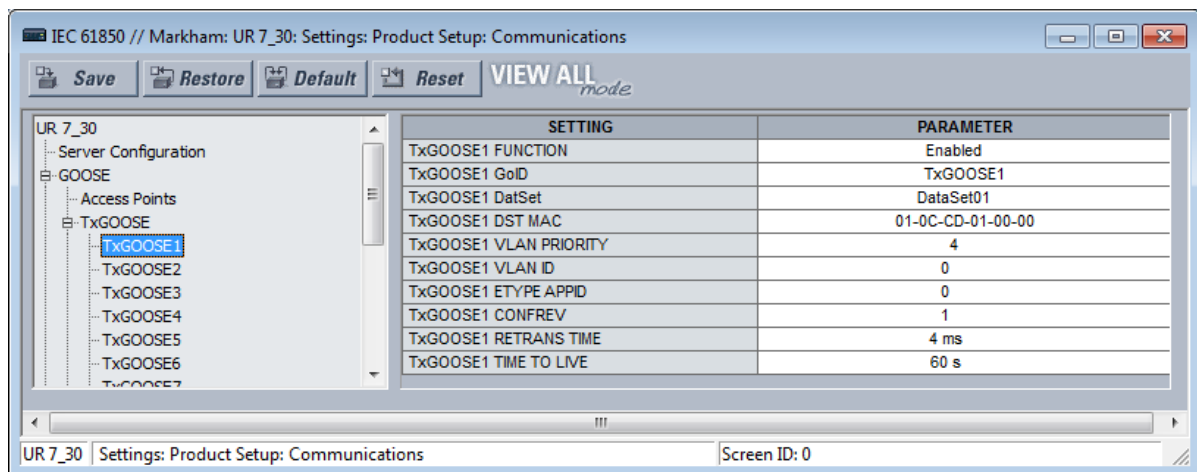 IEC 61850 // Markham: UR 7_30: Settings: Product Setup: Communications
Save Restore Default Reset VIEW ALL mode
UR 7_30
Server Configuration
GOOSE
Access Points
TxGOOSE
TxGOOSE1
TxGOOSE2
TxGOOSE3
TxGOOSE4
TxGOOSE5
TxGOOSE6
TxGOOSE7
SETTING PARAMETER
TxGOOSE1 FUNCTION Enabled
TxGOOSE1 GoID TxGOOSE1
TxGOOSE1 DatSet DataSet01
TxGOOSE1 DST MAC 01-0C-CD-01-00-00
TxGOOSE1 VLAN PRIORITY 4
TxGOOSE1 VLAN ID 0
TxGOOSE1 ETYPE APPID 0
TxGOOSE1 CONFREV 1
TxGOOSE1 RETRANS TIME 4 ms
TxGOOSE1 TIME TO LIVE 60 s
UR 7_30 Settings: Product Setup: Communications Screen ID: 0